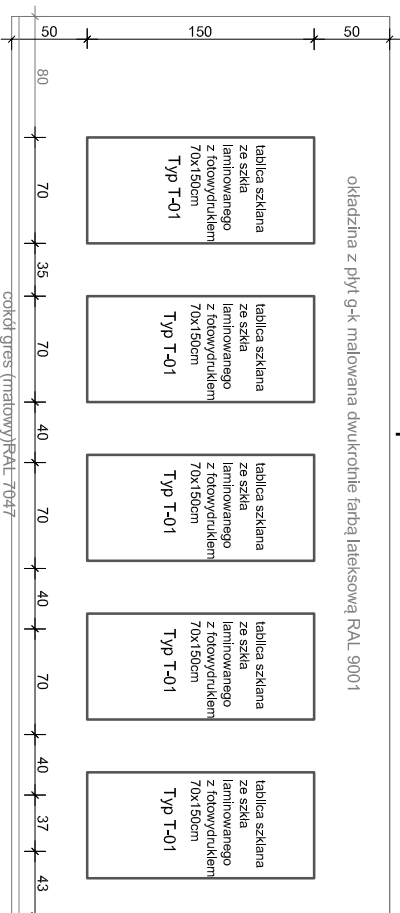 50
150
50
80
70
35
70
40
70
40
70
40
37
43
okładzina z płyt g-k malowana dwukrotnie farbą lateksową RAL 9001
tablica szklana
ze szkła
laminowanego
z fotowydrukiem
70x150cm
Typ T-01
tablica szklana
ze szkła
laminowanego
z fotowydrukiem
70x150cm
Typ T-01
tablica szklana
ze szkła
laminowanego
z fotowydrukiem
70x150cm
Typ T-01
tablica szklana
ze szkła
laminowanego
z fotowydrukiem
70x150cm
Typ T-01
tablica szklana
ze szkła
laminowanego
z fotowydrukiem
70x150cm
Typ T-01
cokół gres (matowy)RAL 7047